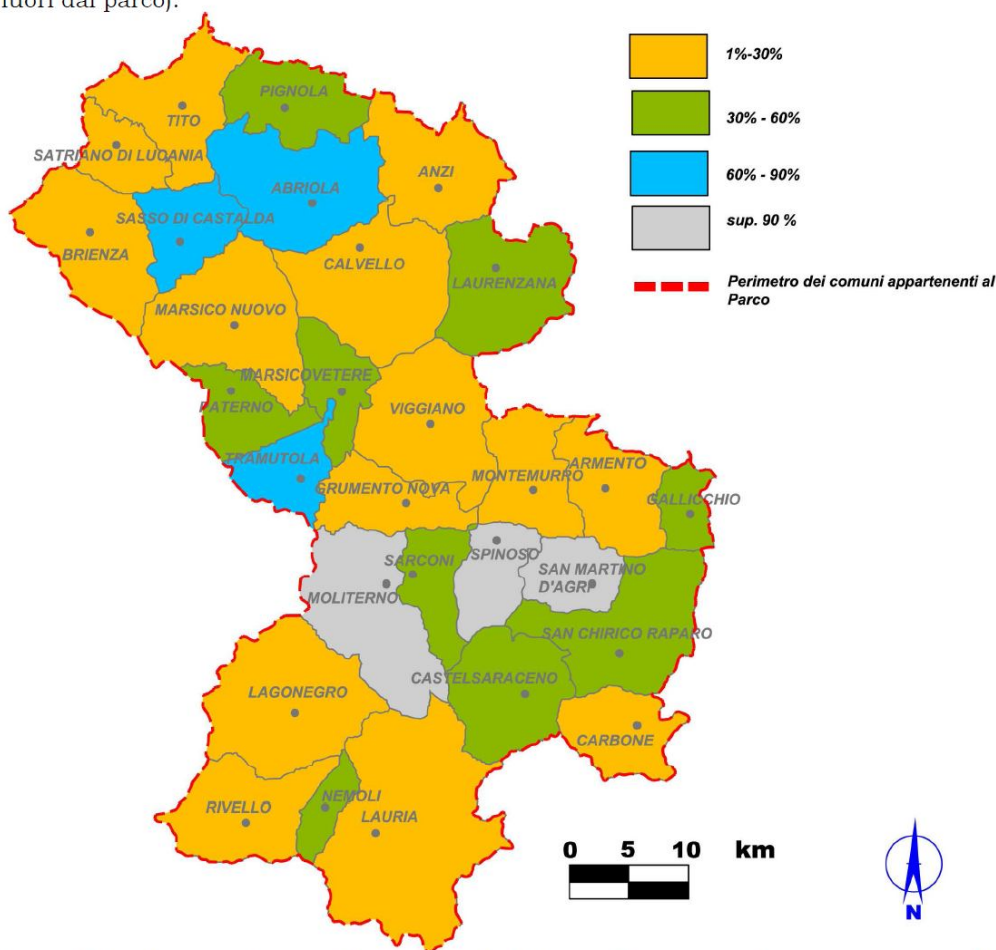 fuori dal parco).
1%-30%
30% - 60%
60% - 90%
sup. 90 %
Perimetro dei comuni appartenenti al
Parco
PIGNOLA
TITO
SATRIANO DI LUCANIA
ANZI
ABRIOLA
SASSO DI CASTALDA
BRIENZA
CALVELLO
LAURENZANA
MARSICO NUOVO
MARSICOVETERE
PATERNO
VIGGIANO
TRAMUTOLA
ARMENTO
MONTEMURRO
GRUMENTO NOVA
GALLICCHIO
SPINOSO
SARCONI
SAN MARTINO
D'AGRI
MOLITERNO
SAN CHIRICO RAPARO
CASTELSARACENO
LAGONEGRO
CARBONE
NEMOLI
RIVELLO
LAURIA
0 5 10 km
N